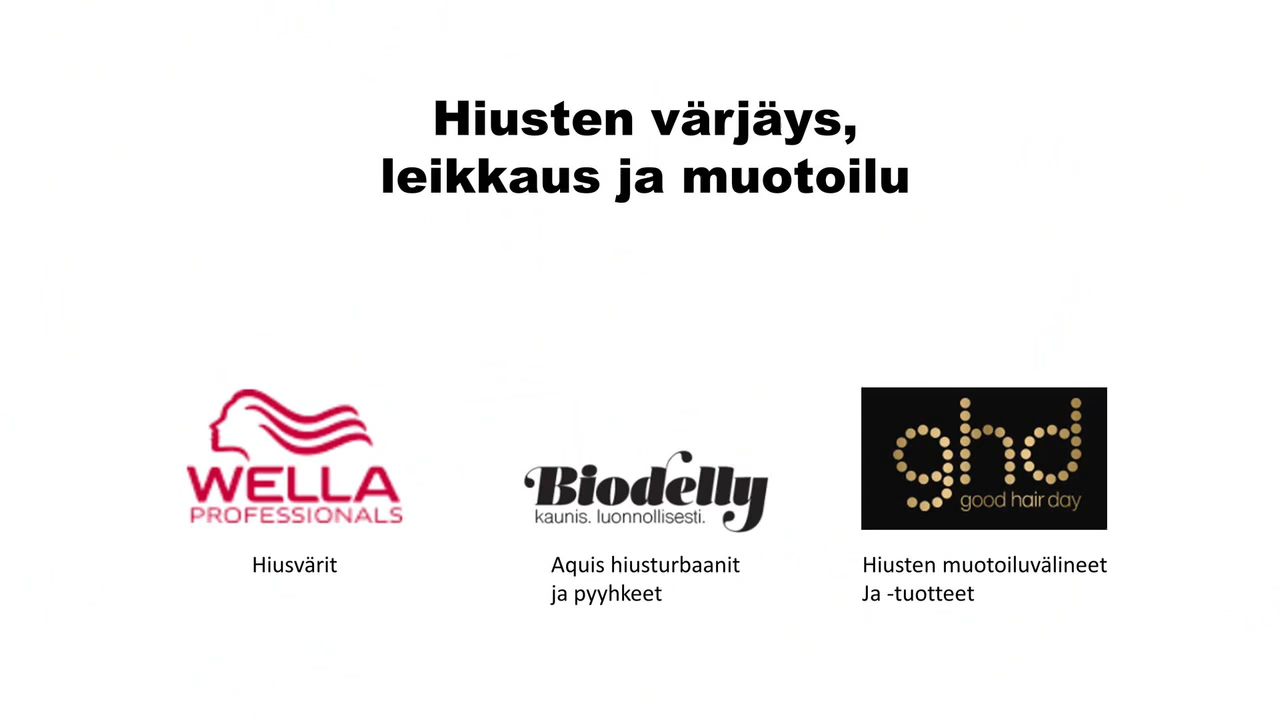 Hiusten värjäys,
leikkaus ja muotoilu
WELLA
PROFESSIONALS
Hiusvärit
Biodelly
kaunis. luonnollisesti.
Aquis hiusturbaanit
ja pyyhkeet
ghd
good hair day
Hiusten muotoiluvälineet
Ja -tuotteet